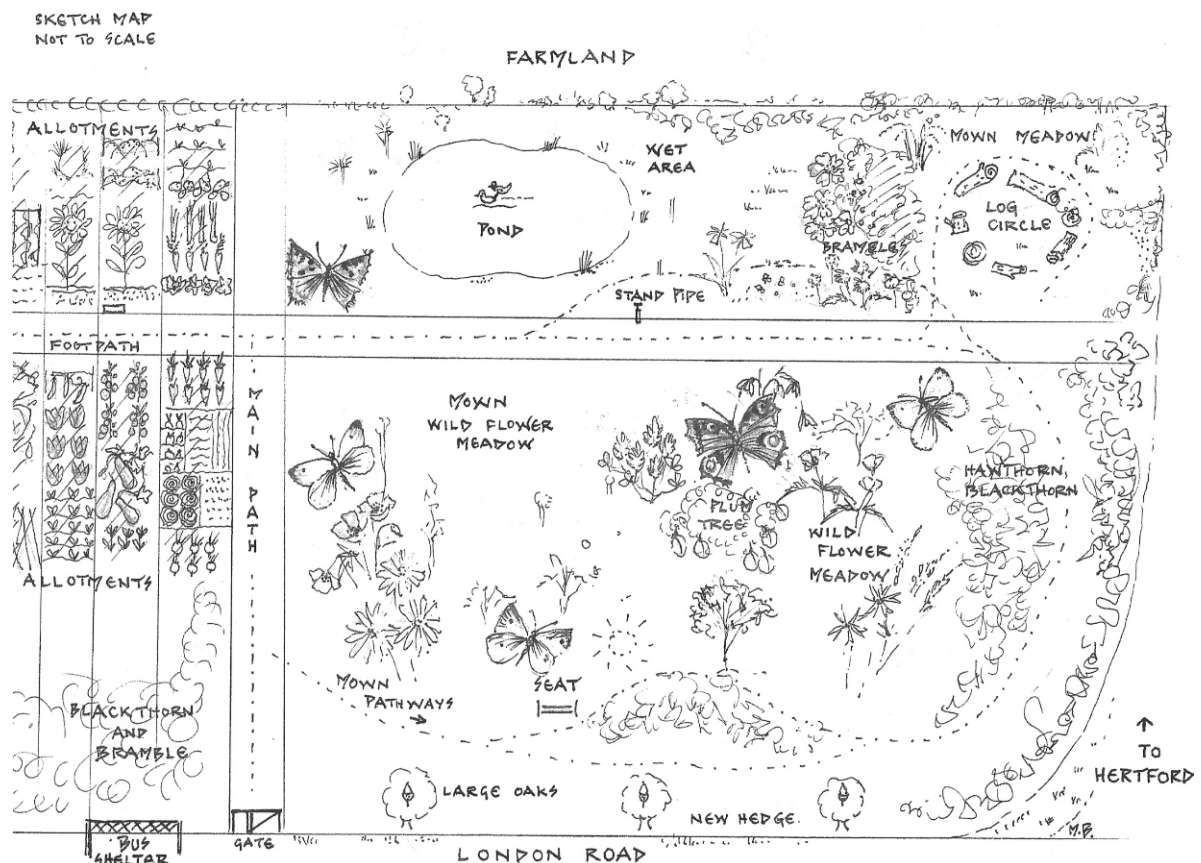 SKETCH MAP
NOT TO SCALE
FARMLAND
ALLOTMENTS
MOWN MEADOW
WET
AREA
LOG
CIRCLE
POND
BRAMBLES
STAND PIPE
FOOTPATH
MAIN PATH
MOWN
WILD FLOWER
MEADOW
HAWTHORN,
BLACKTHORN
PLUM
TREE
WILD
FLOWER
MEADOW
ALLOTMENTS
MOWN
PATHWAYS
SEAT
BLACKTHORN
AND
BRAMBLE
TO
HERTFORD
LARGE OAKS
NEW HEDGE.
M.B.
BUS
SHELTER
GATE
LONDON ROAD